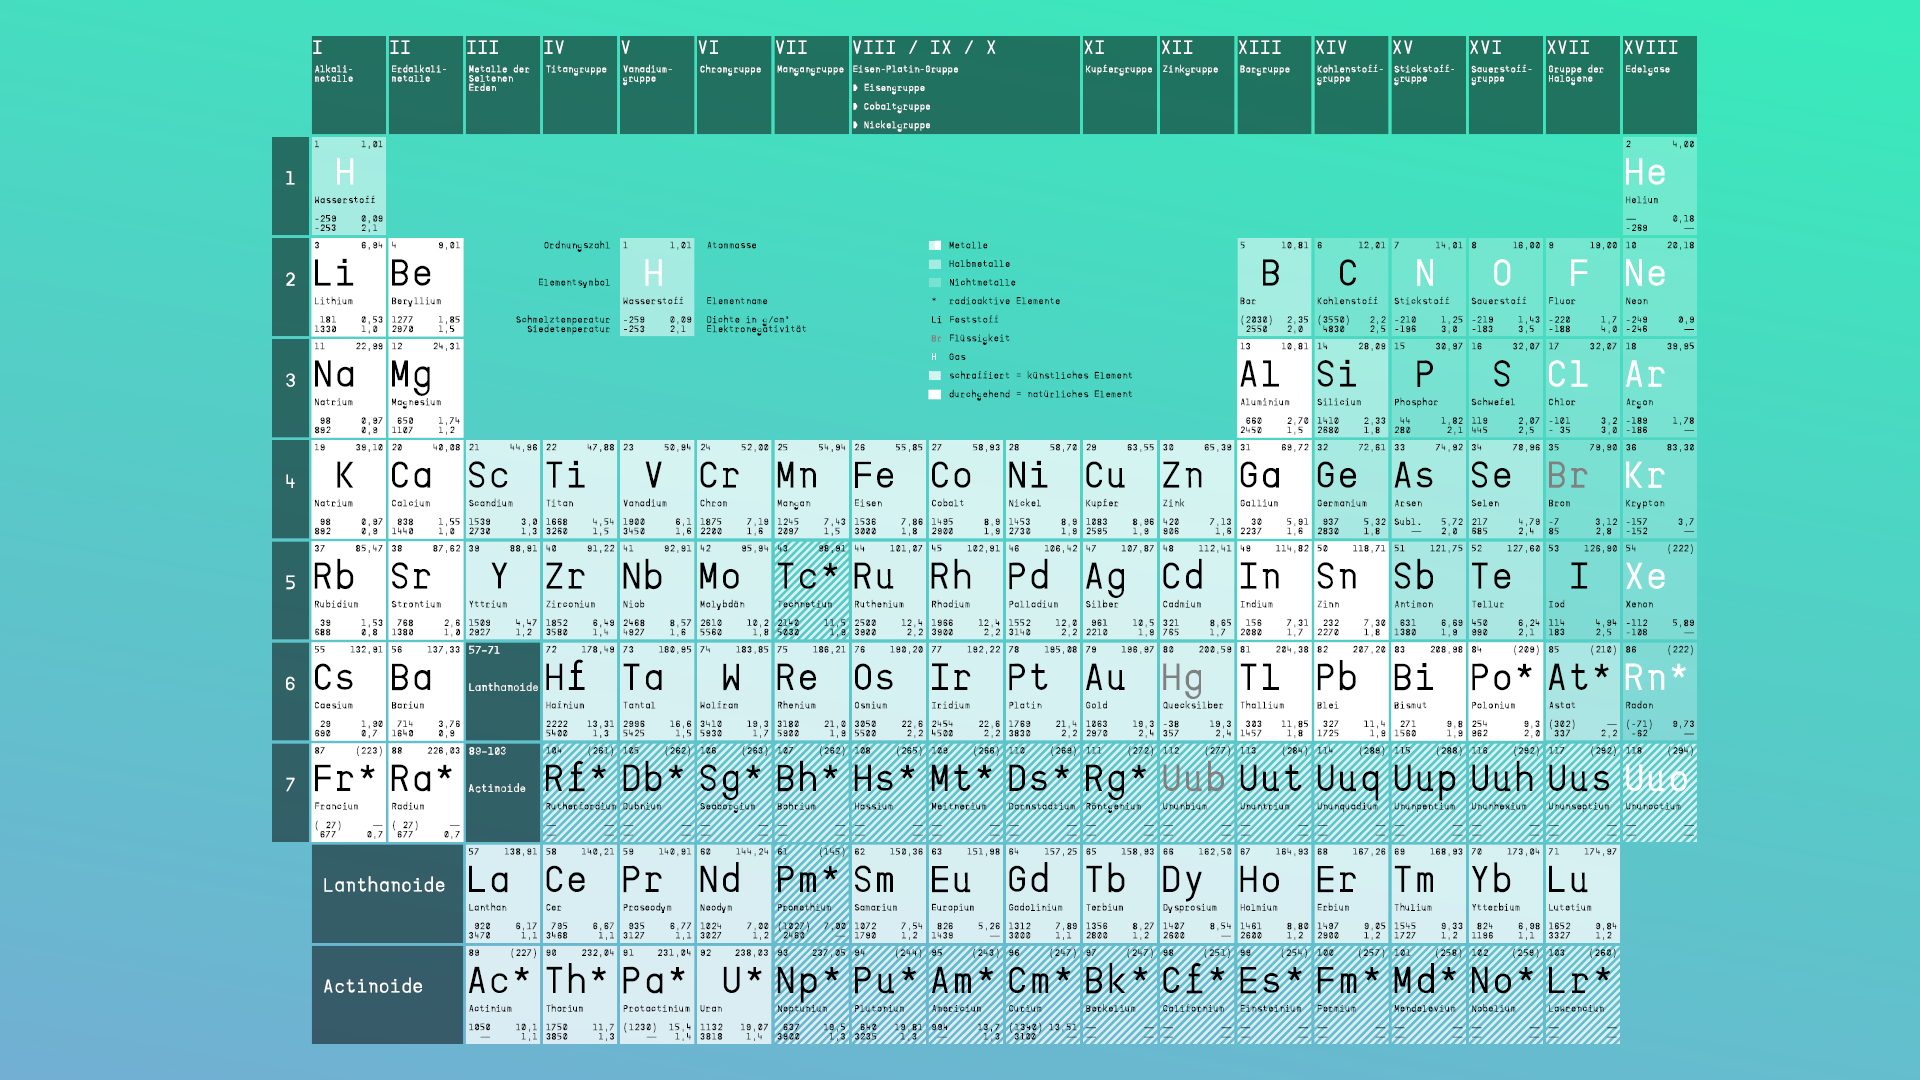 I II III IV V VI VII VIII / IX / X XI XII XIII XIV XV XVI XVII XVIII
Alkali-
metalle
Erdalkali-
metalle
Metalle der
Seltenen
Erden
Titangruppe
Vanadium-
gruppe
Chromgruppe
Mangangruppe
Eisen-Platin-Gruppe
Eisengruppe
Cobaltgruppe
Nickelgruppe
Kupfergruppe
Zinkgruppe
Borgruppe
Kohlenstoff-
gruppe
Stickstoff-
gruppe
Sauerstoff-
gruppe
Gruppe der
Halogene
Edelgase
1
1 1,01
H
Wasserstoff
-259 0,09
-253 2,1
2 4,00
He
Helium
— 0,18
-269 —
2
3 6,94
Li
Lithium
181 0,53
1330 1,0
4 9,01
Be
Beryllium
1277 1,85
2970 1,5
Ordnungszahl
Elementsymbol
Schmelztemperatur
Siedetemperatur
1 1,01
H
Wasserstoff
-259 0,09
-253 2,1
Atommasse
Elementname
Dichte in g/cm³
Elektronegativität
Metalle
Halbmetalle
Nichtmetalle
* radioaktive Elemente
Li Feststoff
Br Flüssigkeit
H Gas
schraffiert = künstliches Element
durchgehend = natürliches Element
5 10,81
B
Bor
(2030) 2,35
2550 2,0
6 12,01
C
Kohlenstoff
(3550) 2,2
4830 2,5
7 14,01
N
Stickstoff
-210 1,25
-196 3,0
8 16,00
O
Sauerstoff
-219 1,43
-183 3,5
9 19,00
F
Fluor
-220 1,7
-188 4,0
10 20,18
Ne
Neon
-249 0,9
-246 —
3
11 22,99
Na
Natrium
98 0,97
892 0,9
12 24,31
Mg
Magnesium
650 1,74
1107 1,2
13 10,81
Al
Aluminium
660 2,70
2450 1,5
14 28,09
Si
Silicium
1410 2,33
2680 1,8
15 30,97
P
Phosphor
44 1,82
280 2,1
16 32,07
S
Schwefel
119 2,07
445 2,5
17 32,07
Cl
Chlor
-101 3,2
- 35 3,0
18 39,95
Ar
Argon
-189 1,78
-186 —
4
19 39,10
K
Natrium
98 0,97
892 0,9
20 40,08
Ca
Calcium
838 1,55
1440 1,0
21 44,96
Sc
Scandium
1539 3,0
2730 1,3
22 47,88
Ti
Titan
1668 4,54
3260 1,5
23 50,94
V
Vanadium
1900 6,1
3450 1,6
24 52,00
Cr
Chrom
1875 7,19
2200 1,6
25 54,94
Mn
Mangan
1245 7,43
2097 1,5
26 55,85
Fe
Eisen
1536 7,86
3000 1,8
27 58,93
Co
Cobalt
1495 8,9
2900 1,9
28 58,70
Ni
Nickel
1453 8,9
2730 1,9
29 63,55
Cu
Kupfer
1083 8,96
2595 1,9
30 65,39
Zn
Zink
420 7,13
906 1,6
31 69,72
Ga
Gallium
30 5,91
2237 1,6
32 72,61
Ge
Germanium
937 5,32
2830 1,8
33 74,92
As
Arsen
Subl. 5,72
— 2,0
34 78,96
Se
Selen
217 4,79
685 2,4
35 79,90
Br
Brom
-7 3,12
85 2,8
36 83,30
Kr
Krypton
-157 3,7
-152 —
5
37 85,47
Rb
Rubidium
39 1,53
688 0,8
38 87,62
Sr
Strontium
768 2,6
1380 1,0
39 88,91
Y
Yttrium
1509 4,47
2927 1,2
40 91,22
Zr
Zirconium
1852 6,49
3580 1,4
41 92,91
Nb
Niob
2468 8,57
4927 1,6
42 95,94
Mo
Molybdän
2610 10,2
5560 1,8
43 98,91
Tc*
Technetium
2140 11,5
5030 1,9
44 101,07
Ru
Ruthenium
2500 12,4
3900 2,2
45 102,91
Rh
Rhodium
1966 12,4
3900 2,2
46 106,42
Pd
Palladium
1552 12,0
3140 2,2
47 107,87
Ag
Silber
961 10,5
2210 1,9
48 112,41
Cd
Cadmium
321 8,65
765 1,7
49 114,82
In
Indium
156 7,31
2080 1,7
50 118,71
Sn
Zinn
232 7,30
2270 1,8
51 121,75
Sb
Antimon
631 6,69
1380 1,9
52 127,60
Te
Tellur
450 6,24
990 2,1
53 126,90
I
Iod
114 4,94
183 2,5
54 (222)
Xe
Xenon
-112 5,89
-108 —
6
55 132,91
Cs
Caesium
29 1,90
690 0,7
56 137,33
Ba
Barium
714 3,76
1640 0,9
57-71
Lanthanoide
72 178,49
Hf
Hafnium
2222 13,31
5400 1,3
73 180,95
Ta
Tantal
2996 16,6
5425 1,5
74 183,85
W
Wolfram
3410 19,3
5930 1,7
75 186,21
Re
Rhenium
3180 21,0
5900 1,9
76 190,20
Os
Osmium
3050 22,6
5500 2,2
77 192,22
Ir
Iridium
2454 22,6
4500 2,2
78 195,08
Pt
Platin
1769 21,4
3830 2,2
79 196,97
Au
Gold
1063 19,3
2970 2,4
80 200,59
Hg
Quecksilber
-38 19,3
357 2,4
81 204,38
Tl
Thallium
303 11,85
1457 1,8
82 207,20
Pb
Blei
327 11,4
1725 1,9
83 208,98
Bi
Bismut
271 9,8
1560 1,9
84 (209)
Po*
Polonium
254 9,3
962 2,0
85 (210)
At*
Astat
(302) —
337 2,2
86 (222)
Rn*
Radon
(-71) 9,73
-62 —
7
87 (223)
Fr*
Francium
( 27) —
677 0,7
88 226,03
Ra*
Radium
( 27) —
677 0,7
89-103
Actinoide
104 (261)
Rf*
Rutherfordium
— —
— —
105 (262)
Db*
Dubnium
— —
— —
106 (263)
Sg*
Seaborgium
— —
— —
107 (262)
Bh*
Bohrium
— —
— —
108 (265)
Hs*
Hassium
— —
— —
109 (266)
Mt*
Meitnerium
— —
— —
110 (269)
Ds*
Darmstadtium
— —
— —
111 (272)
Rg*
Röntgenium
— —
— —
112 (277)
Uub
Ununbium
— —
— —
113 (284)
Uut
Ununtrium
— —
— —
114 (289)
Uuq
Ununquadium
— —
— —
115 (288)
Uup
Ununpentium
— —
— —
116 (292)
Uuh
Ununhexium
— —
— —
117 (292)
Uus
Ununseptium
— —
— —
118 (294)
Uuo
Ununoctium
— —
— —
Lanthanoide
57 138,91
La
Lanthan
920 6,17
3470 1,1
58 140,21
Ce
Cer
795 6,67
3468 1,1
59 140,91
Pr
Praseodym
935 6,77
3127 1,1
60 144,24
Nd
Neodym
1024 7,00
3027 1,2
61 (145)
Pm*
Promethium
(1027) 7,00
2460
62 150,36
Sm
Samarium
1072 7,54
1790 1,2
63 151,98
Eu
Europium
826 5,26
1439 —
64 157,25
Gd
Gadolinium
1312 7,89
3000 1,1
65 158,93
Tb
Terbium
1356 8,27
2800 1,2
66 162,50
Dy
Dysprosium
1407 8,54
2600 —
67 164,93
Ho
Holmium
1461 8,80
2600 1,2
68 167,26
Er
Erbium
1497 9,05
2900 1,2
69 168,93
Tm
Thulium
1545 9,33
1727 1,2
70 173,04
Yb
Ytterbium
824 6,98
1196 1,1
71 174,97
Lu
Lutetium
1652 9,84
3327 1,2
Actinoide
89 (227)
Ac*
Actinium
1050 10,1
— 1,1
90 232,04
Th*
Thorium
1750 11,7
3850 1,3
91 231,04
Pa*
Protactinium
(1230) 15,4
— 1,4
92 238,03
U*
Uran
1132 19,07
3818 1,4
93 237,05
Np*
Neptunium
637 19,5
3900 1,3
94 (244)
Pu*
Plutonium
640 19,81
3235 1,3
95 (243)
Am*
Americium
994 13,7
— 1,3
96 (247)
Cm*
Curium
(1340) 13,51
3100
97 (247)
Bk*
Berkelium
— —
— —
98 (251)
Cf*
Californium
— —
— —
99 (254)
Es*
Einsteinium
— —
— —
100 (257)
Fm*
Fermium
— —
— —
101 (258)
Md*
Mendelevium
— —
— —
102 (259)
No*
Nobelium
— —
— —
103 (260)
Lr*
Lawrencium
— —
— —